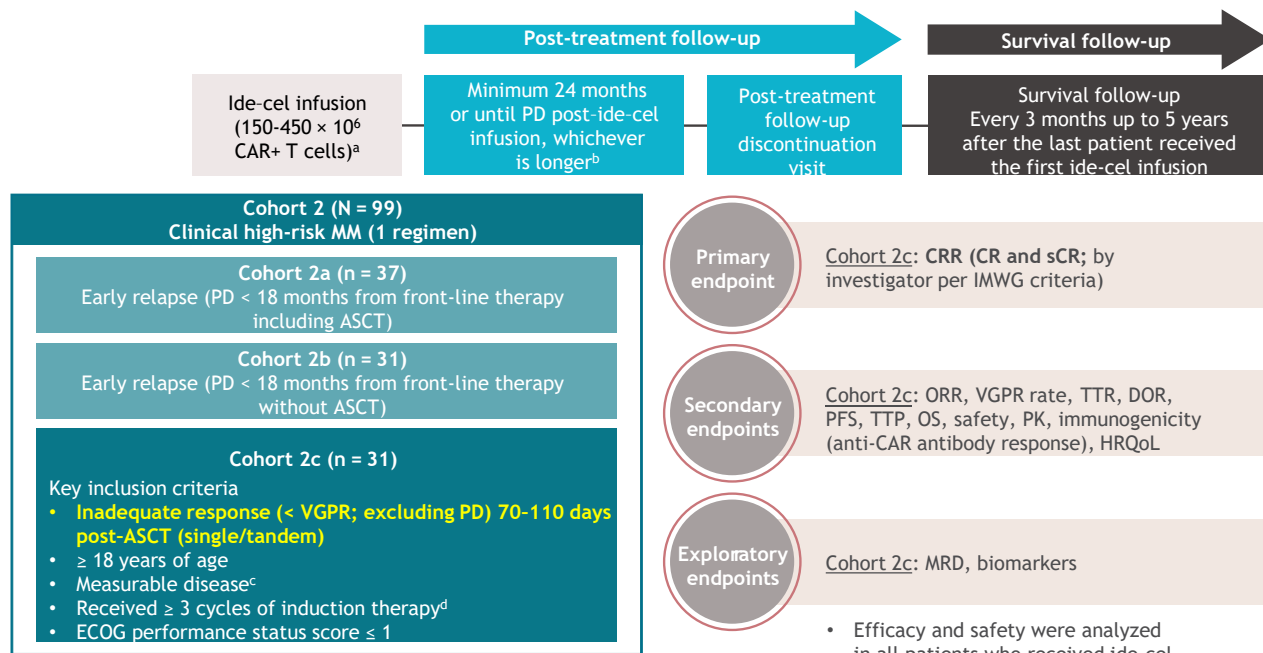 Post-treatment follow-up
Survival follow-up
Ide-cel infusion
(150-450 × 10⁶
CAR+ T cells)ᵃ
Minimum 24 months
or until PD post-ide-cel
infusion, whichever
is longerᵇ
Post-treatment
follow-up
discontinuation
visit
Survival follow-up
Every 3 months up to 5 years
after the last patient received
the first ide-cel infusion
Cohort 2 (N = 99)
Clinical high-risk MM (1 regimen)
Cohort 2a (n = 37)
Early relapse (PD < 18 months from front-line therapy
including ASCT)
Cohort 2b (n = 31)
Early relapse (PD < 18 months from front-line therapy
without ASCT)
Cohort 2c (n = 31)
Key inclusion criteria
• Inadequate response (< VGPR; excluding PD) 70-110 days
post-ASCT (single/tandem)
• ≥ 18 years of age
• Measurable diseaseᶜ
• Received ≥ 3 cycles of induction therapyᵈ
• ECOG performance status score ≤ 1
Primary
endpoint
Cohort 2c: CRR (CR and sCR; by
investigator per IMWG criteria)
Secondary
endpoints
Cohort 2c: ORR, VGPR rate, TTR, DOR,
PFS, TTP, OS, safety, PK, immunogenicity
(anti-CAR antibody response), HRQoL
Exploratory
endpoints
Cohort 2c: MRD, biomarkers
• Efficacy and safety were analyzed
in all patients who received ide-cel